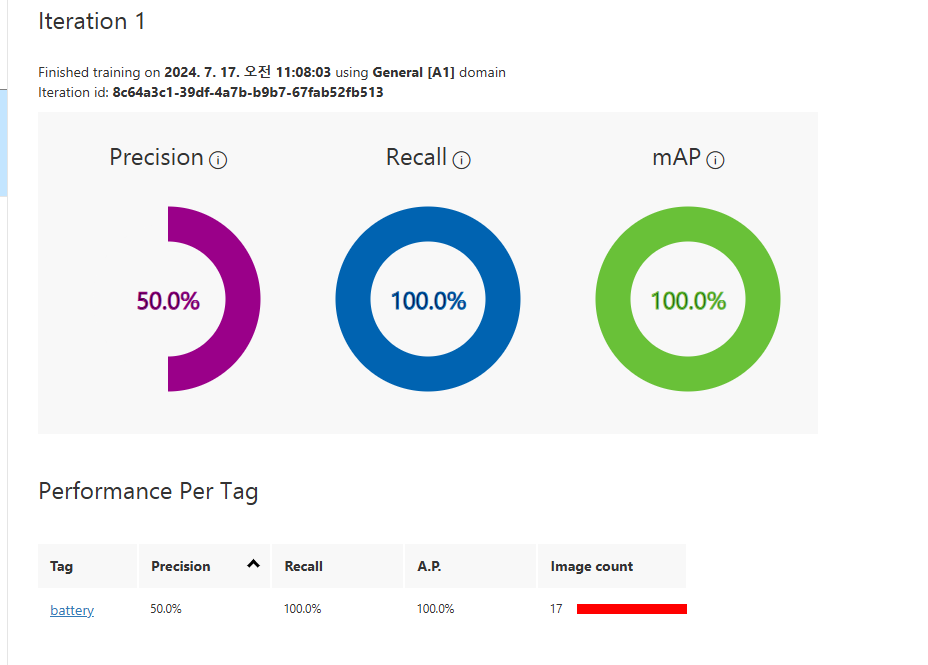 Iteration 1
Finished training on 2024. 7. 17. 오전 11:08:03 using General [A1] domain
Iteration id: 8c64a3c1-39df-4a7b-b9b7-67fab52fb513
Precision Recall mAP
50.0% 100.0% 100.0%
Performance Per Tag
Tag Precision Recall A.P. Image count
battery 50.0% 100.0% 100.0% 17